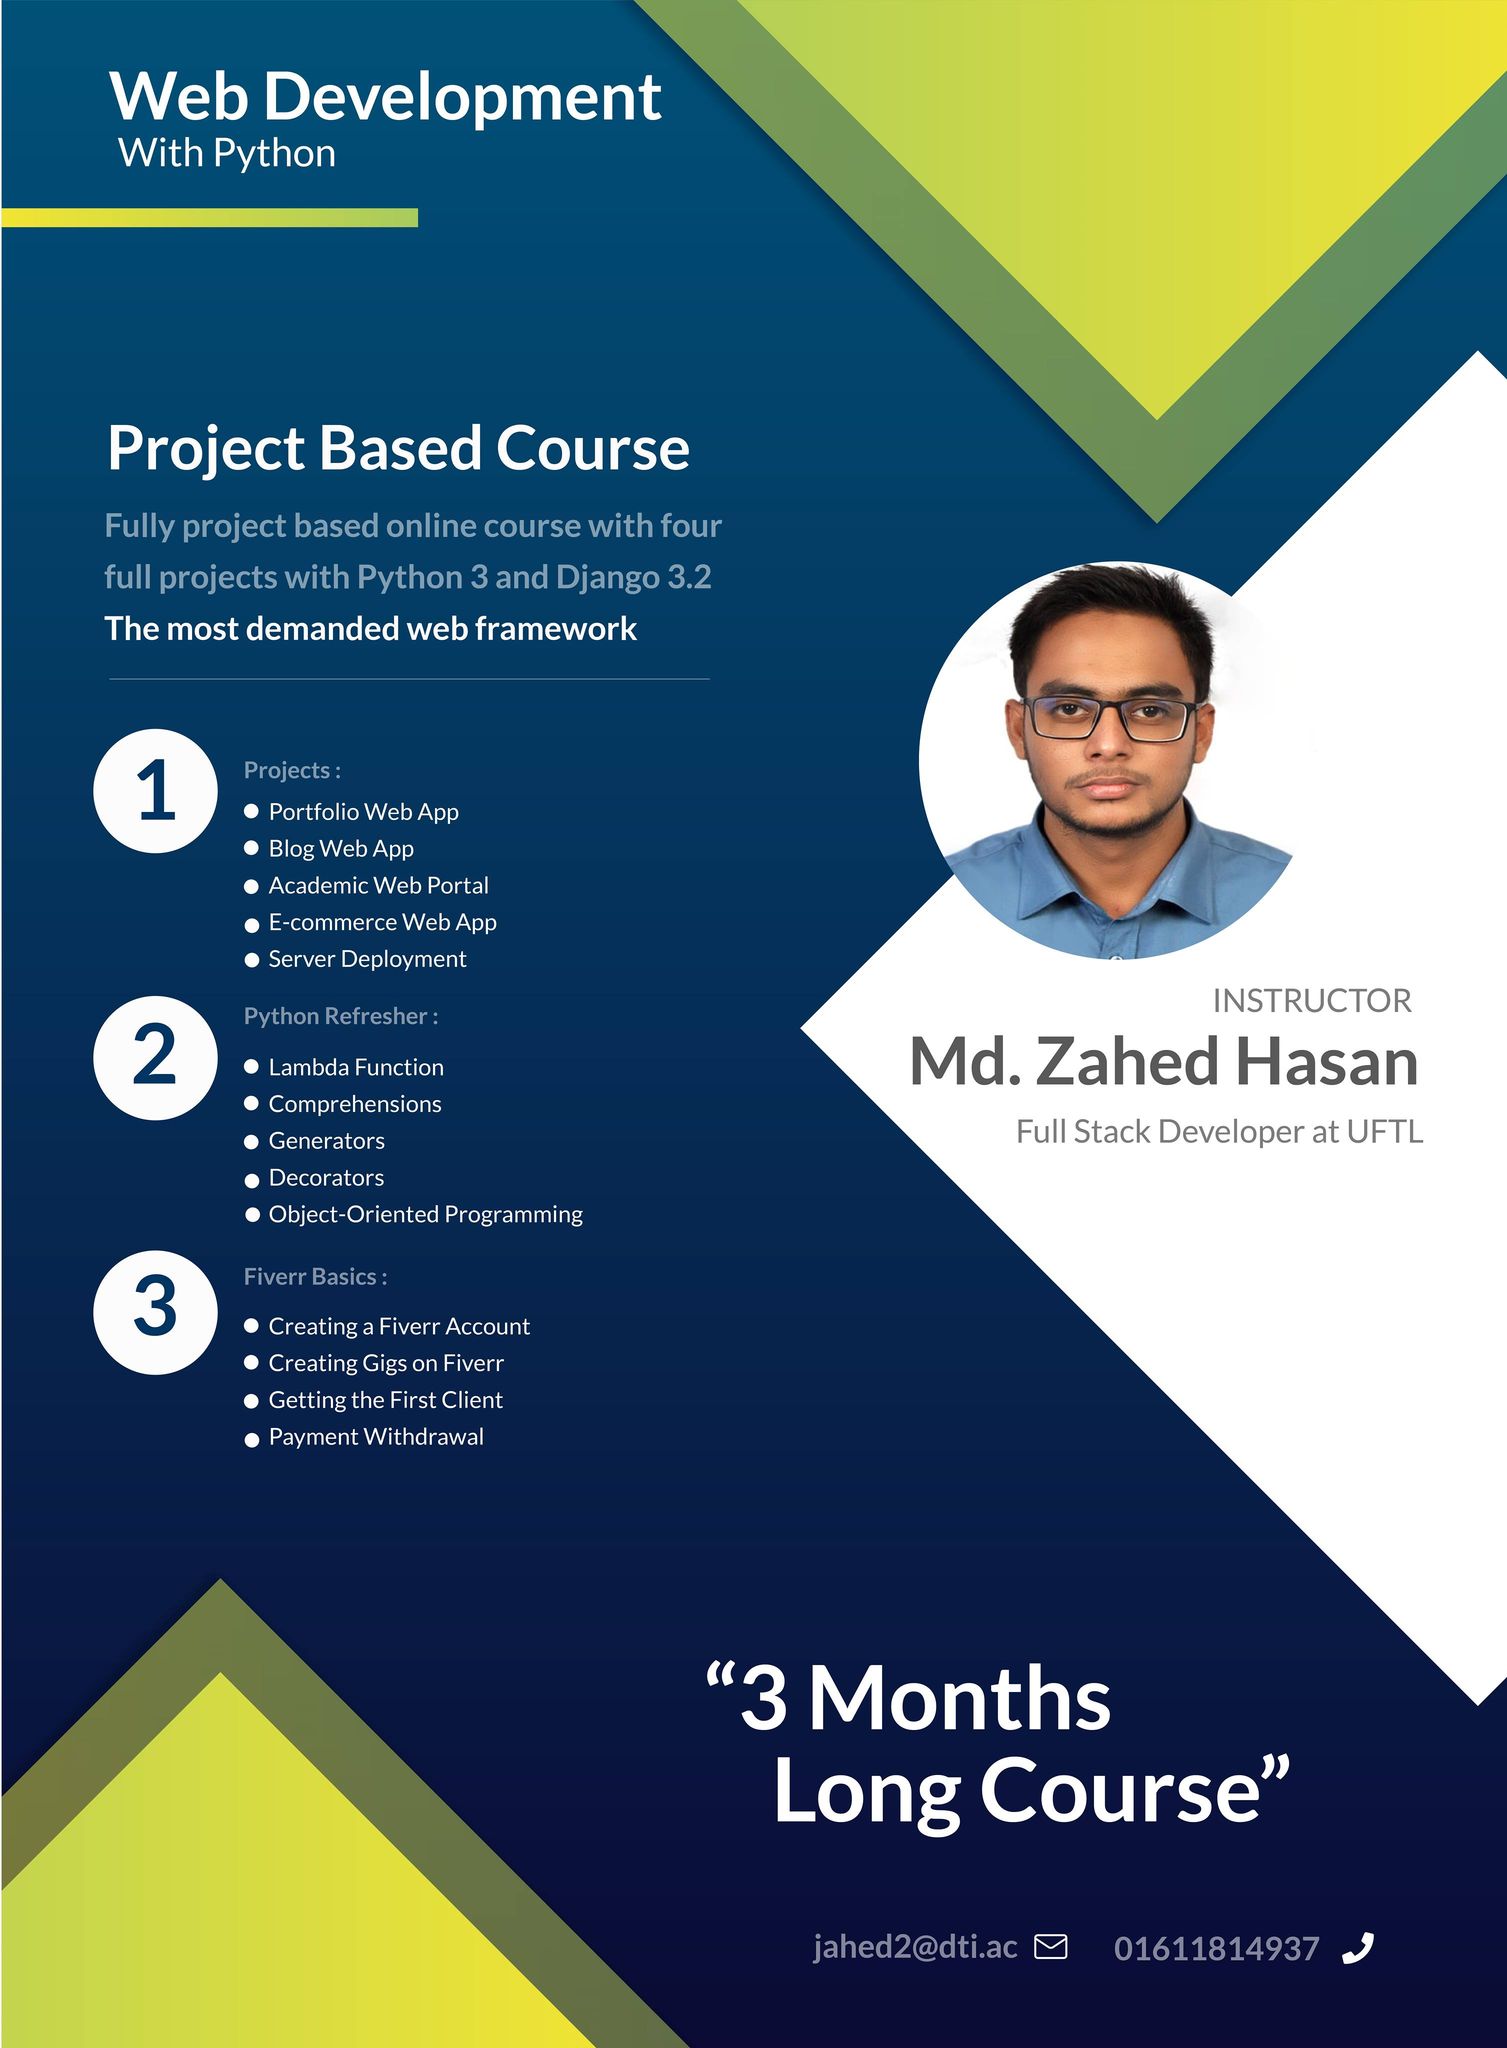 Web Development
With Python
Project Based Course
Fully project based online course with four
full projects with Python 3 and Django 3.2
The most demanded web framework
1
Projects :
Portfolio Web App
Blog Web App
Academic Web Portal
E-commerce Web App
Server Deployment
2
Python Refresher :
Lambda Function
Comprehensions
Generators
Decorators
Object-Oriented Programming
3
Fiverr Basics :
Creating a Fiverr Account
Creating Gigs on Fiverr
Getting the First Client
Payment Withdrawal
INSTRUCTOR
Md. Zahed Hasan
Full Stack Developer at UFTL
“3 Months
Long Course”
jahed2@dti.ac
01611814937